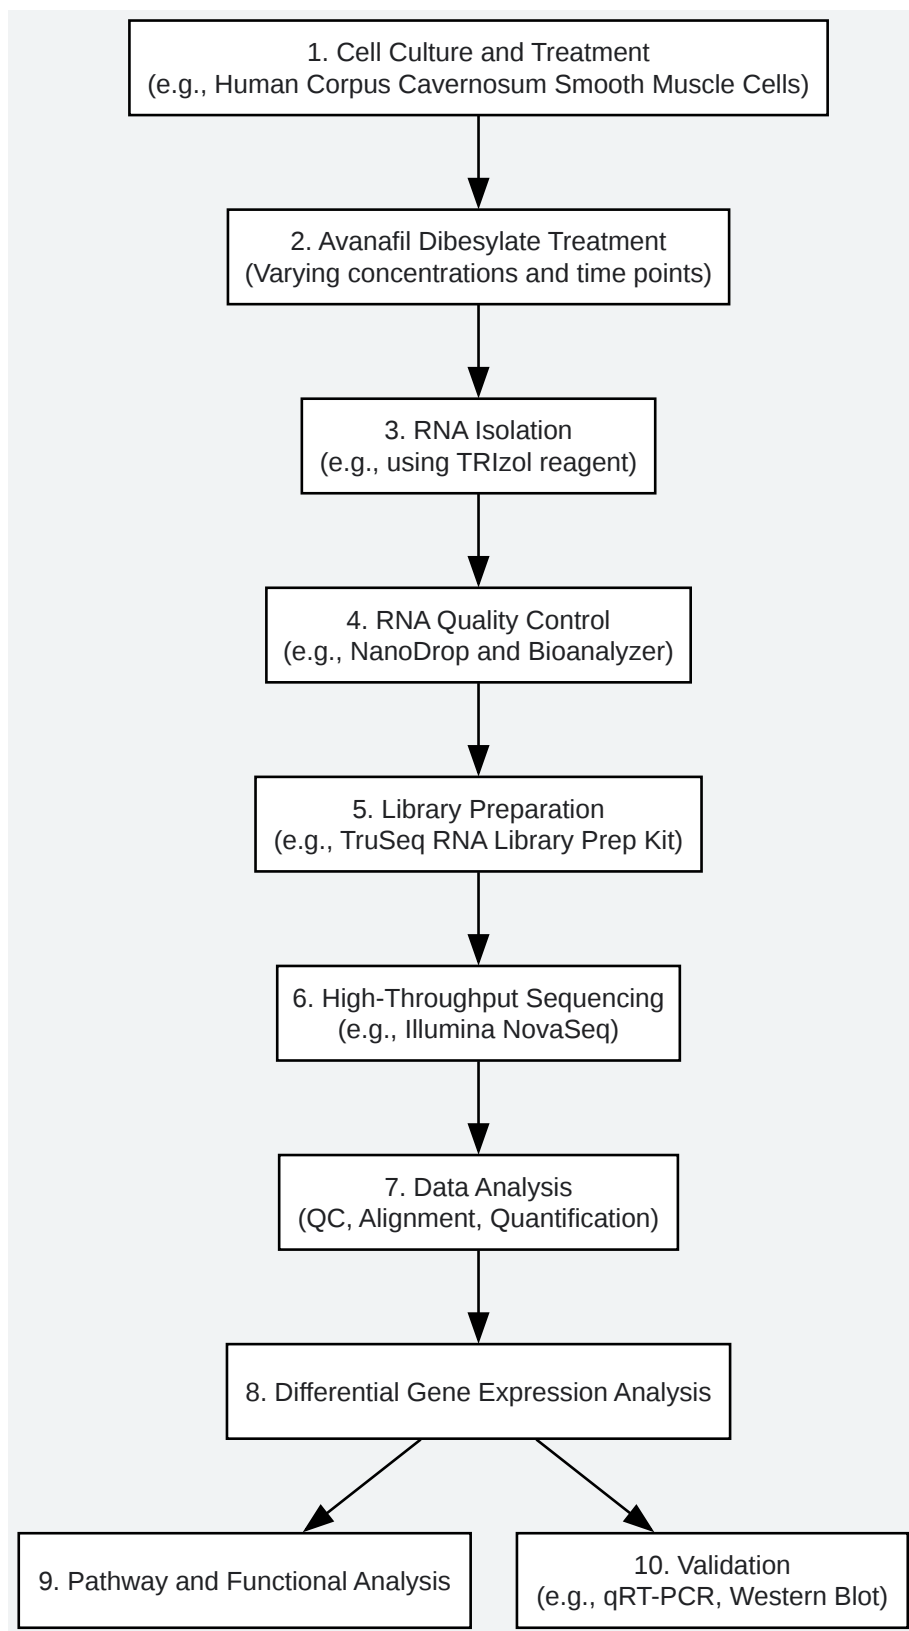 1. Cell Culture and Treatment
(e.g., Human Corpus Cavernosum Smooth Muscle Cells)
2. Avanafil Dibesylate Treatment
(Varying concentrations and time points)
3. RNA Isolation
(e.g., using TRIzol reagent)
4. RNA Quality Control
(e.g., NanoDrop and Bioanalyzer)
5. Library Preparation
(e.g., TruSeq RNA Library Prep Kit)
6. High-Throughput Sequencing
(e.g., Illumina NovaSeq)
7. Data Analysis
(QC, Alignment, Quantification)
8. Differential Gene Expression Analysis
9. Pathway and Functional Analysis
10. Validation
(e.g., qRT-PCR, Western Blot)